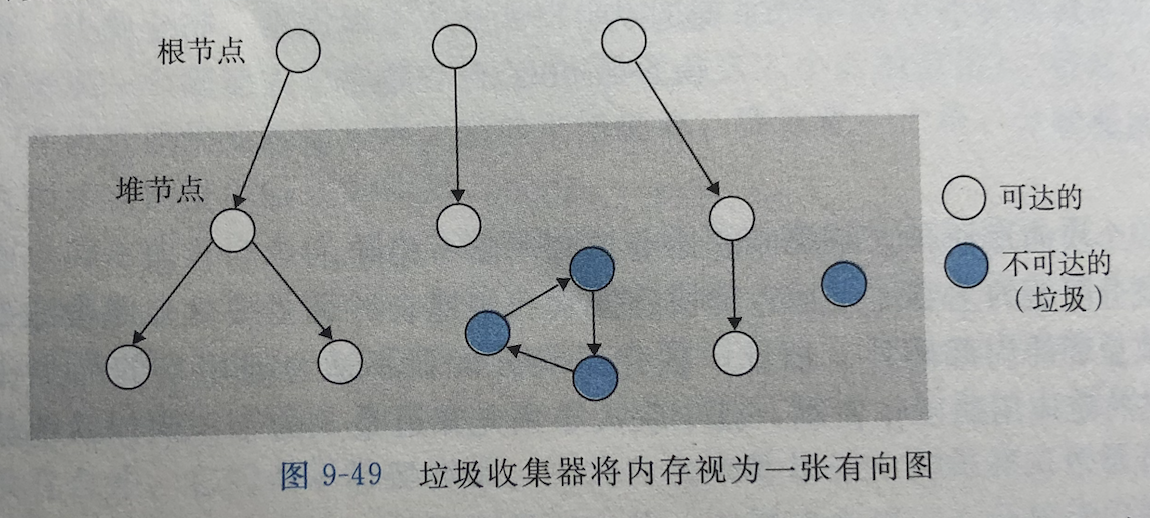 根节点
堆节点
可达的
不可达的
（垃圾）
图 9-49 垃圾收集器将内存视为一张有向图